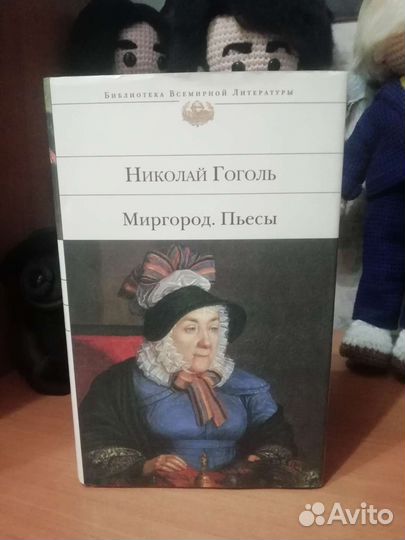 Библиотека Всемирной Литературы
Николай Гоголь
Миргород. Пьесы
Avito